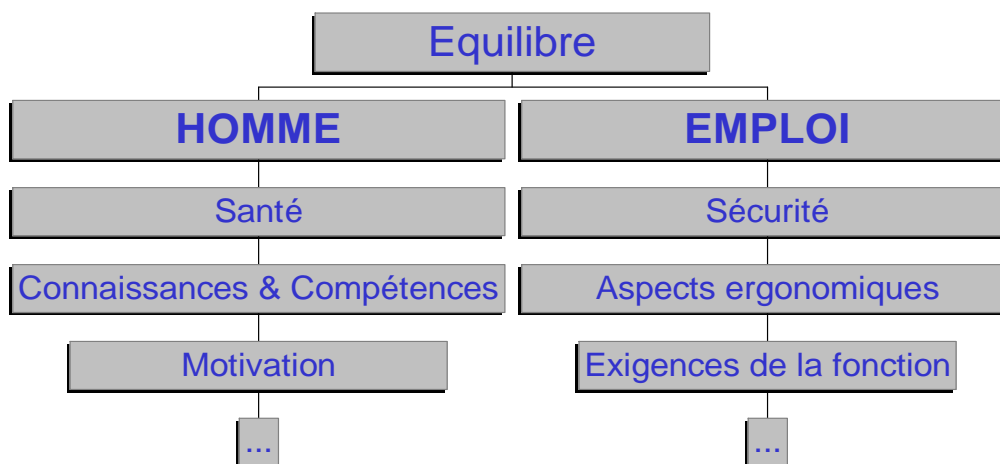 Equilibre
HOMME
EMPLOI
Santé
Sécurité
Connaissances & Compétences
Aspects ergonomiques
Motivation
Exigences de la fonction
...
...